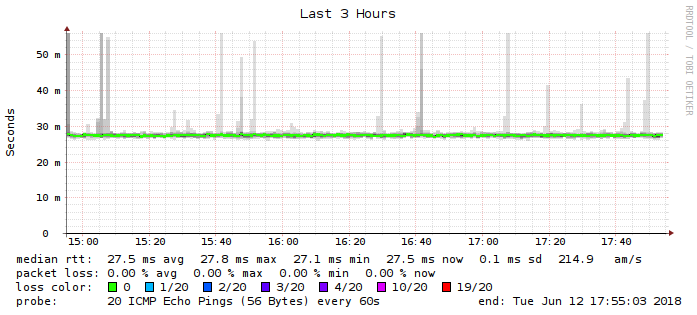 Last 3 Hours
RRDTOOL / TOBI OETIKER
Seconds
50 m
40 m
30 m
20 m
10 m
0
15:00 15:20 15:40 16:00 16:20 16:40 17:00 17:20 17:40
median rtt: 27.5 ms avg 27.8 ms max 27.1 ms min 27.5 ms now 0.1 ms sd 214.9 am/s
packet loss: 0.00 % avg 0.00 % max 0.00 % min 0.00 % now
loss color: 0 1/20 2/20 3/20 4/20 10/20 19/20
probe: 20 ICMP Echo Pings (56 Bytes) every 60s end: Tue Jun 12 17:55:03 2018